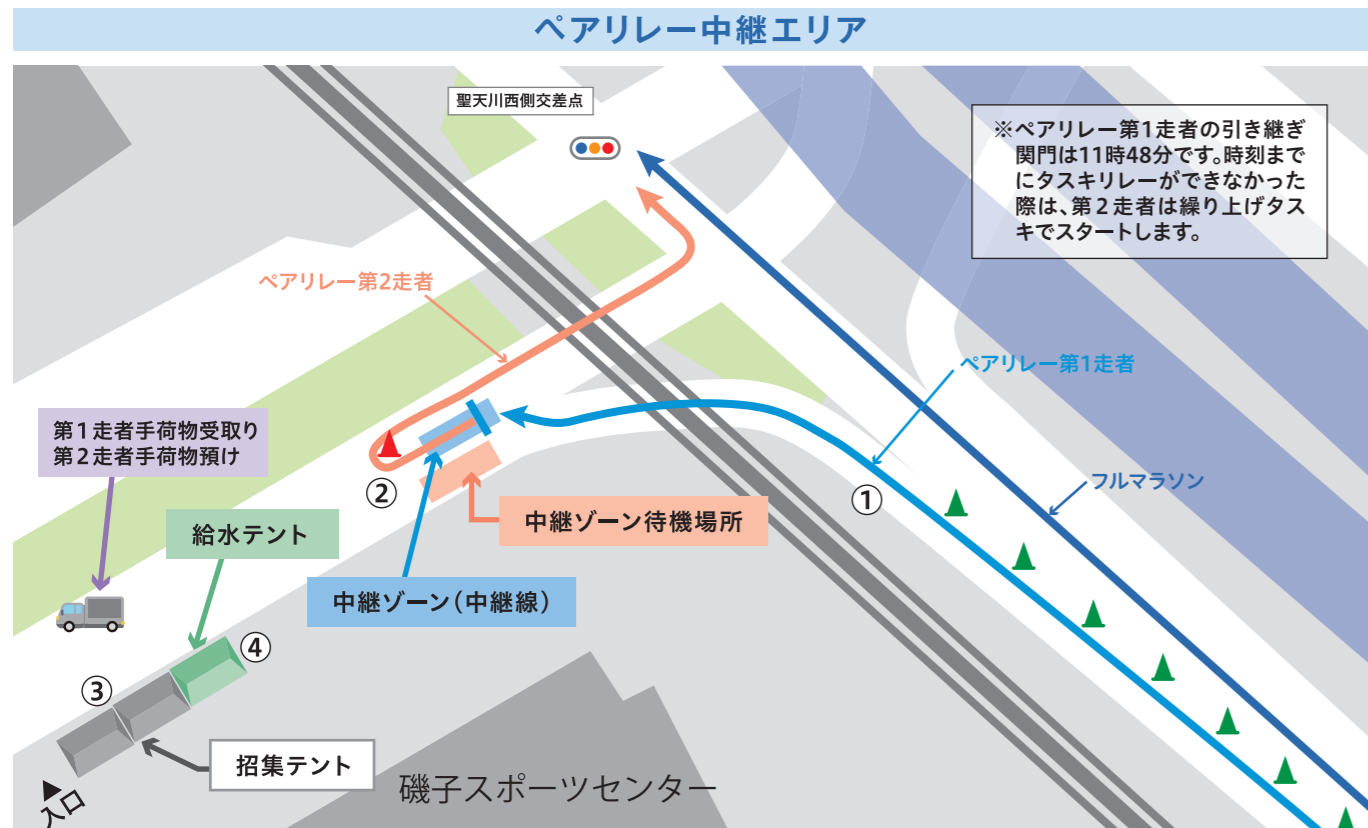 ペアリレー中継エリア
聖天川西側交差点
※ペアリレー第1走者の引き継ぎ
関門は11時48分です。時刻まで
にタスキリレーができなかった
際は、第2走者は繰り上げタス
キでスタートします。
ペアリレー第2走者
ペアリレー第1走者
第1走者手荷物受取り
第2走者手荷物預け
フルマラソン
②
①
中継ゾーン待機場所
給水テント
中継ゾーン(中継線)
④
③
招集テント
磯子スポーツセンター
▶
入口